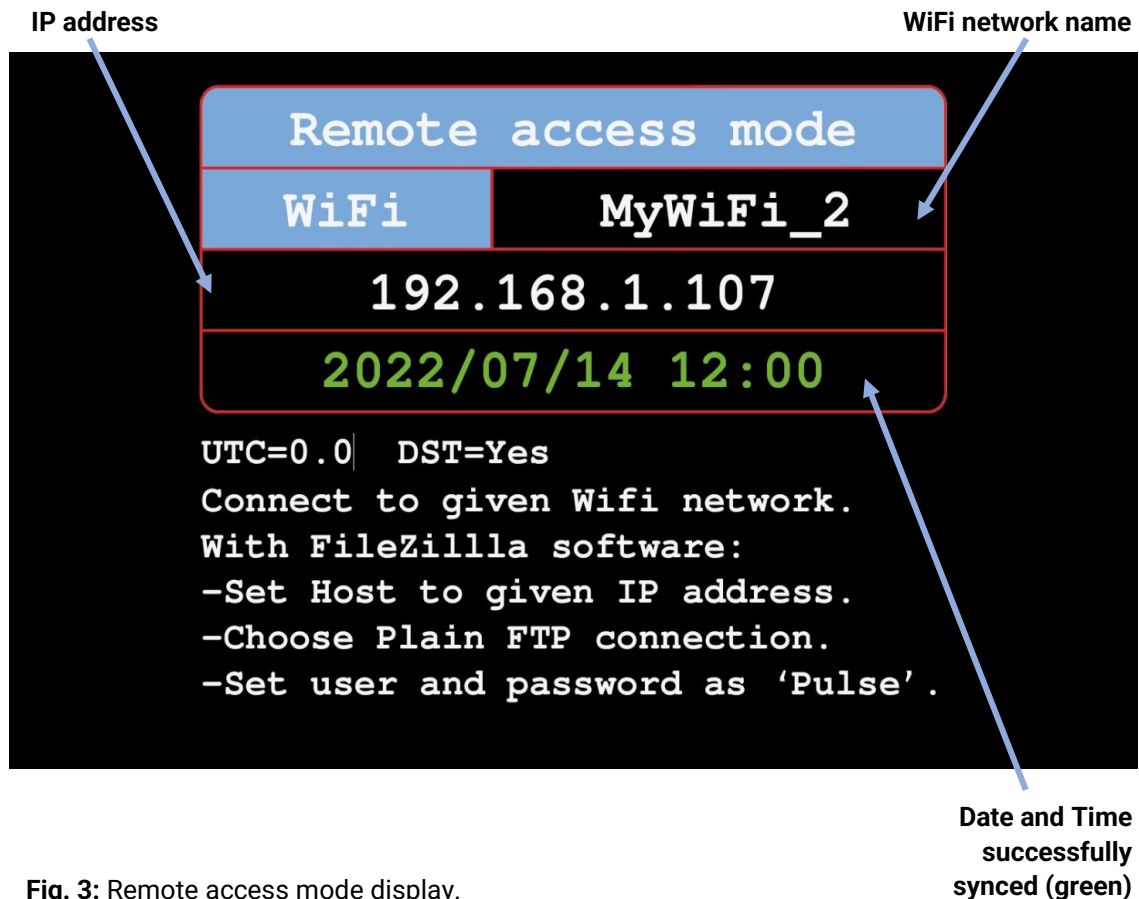 IP address
WiFi network name
Remote access mode
WiFi
MyWiFi_2
192.168.1.107
2022/07/14 12:00
UTC=0.0 DST=Yes
Connect to given Wifi network.
With FileZillla software:
-Set Host to given IP address.
-Choose Plain FTP connection.
-Set user and password as ‘Pulse’.
Date and Time
successfully
synced (green)
Fig. 3: Remote access mode display.